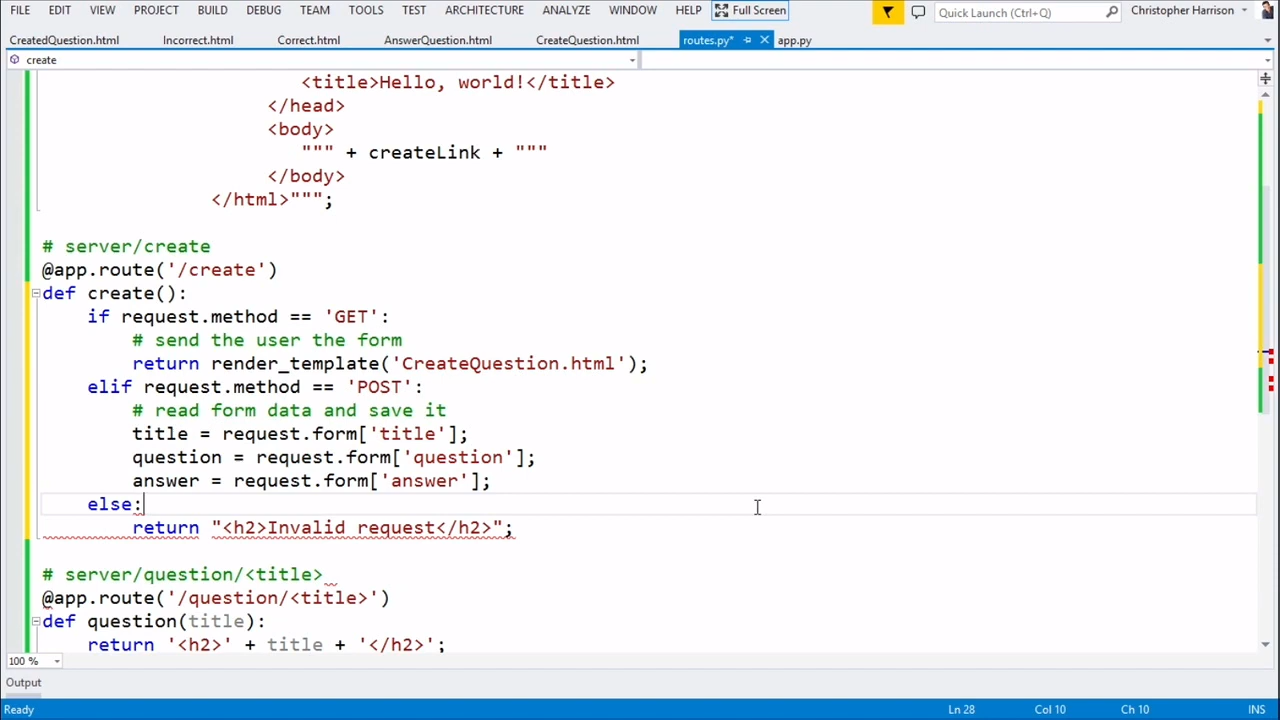 FILE EDIT VIEW PROJECT BUILD DEBUG TEAM TOOLS TEST ARCHITECTURE ANALYZE WINDOW HELP Full Screen Quick Launch (Ctrl+Q) Christopher Harrison
CreatedQuestion.html Incorrect.html Correct.html AnswerQuestion.html CreateQuestion.html routes.py* app.py
create
<title>Hello, world!</title>
</head>
<body>
""" + createLink + """
</body>
</html>""";
# server/create
@app.route('/create')
def create():
if request.method == 'GET':
# send the user the form
return render_template('CreateQuestion.html');
elif request.method == 'POST':
# read form data and save it
title = request.form['title'];
question = request.form['question'];
answer = request.form['answer'];
else:
return "<h2>Invalid request</h2>";
# server/question/<title>
@app.route('/question/<title>')
def question(title):
return '<h2>' + title + '</h2>';
100 %
Output
Ready Ln 28 Col 10 Ch 10 INS